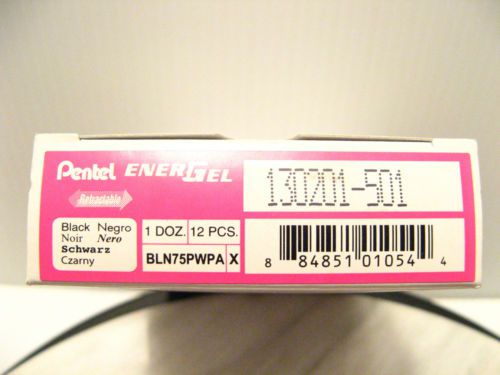 Pentel ENERGEL
Retractable
130201-501
Black Negro
Noir Nero
Schwarz
Czarny
1 DOZ. 12 PCS.
BLN75PWPA X
8 84851 01054 4